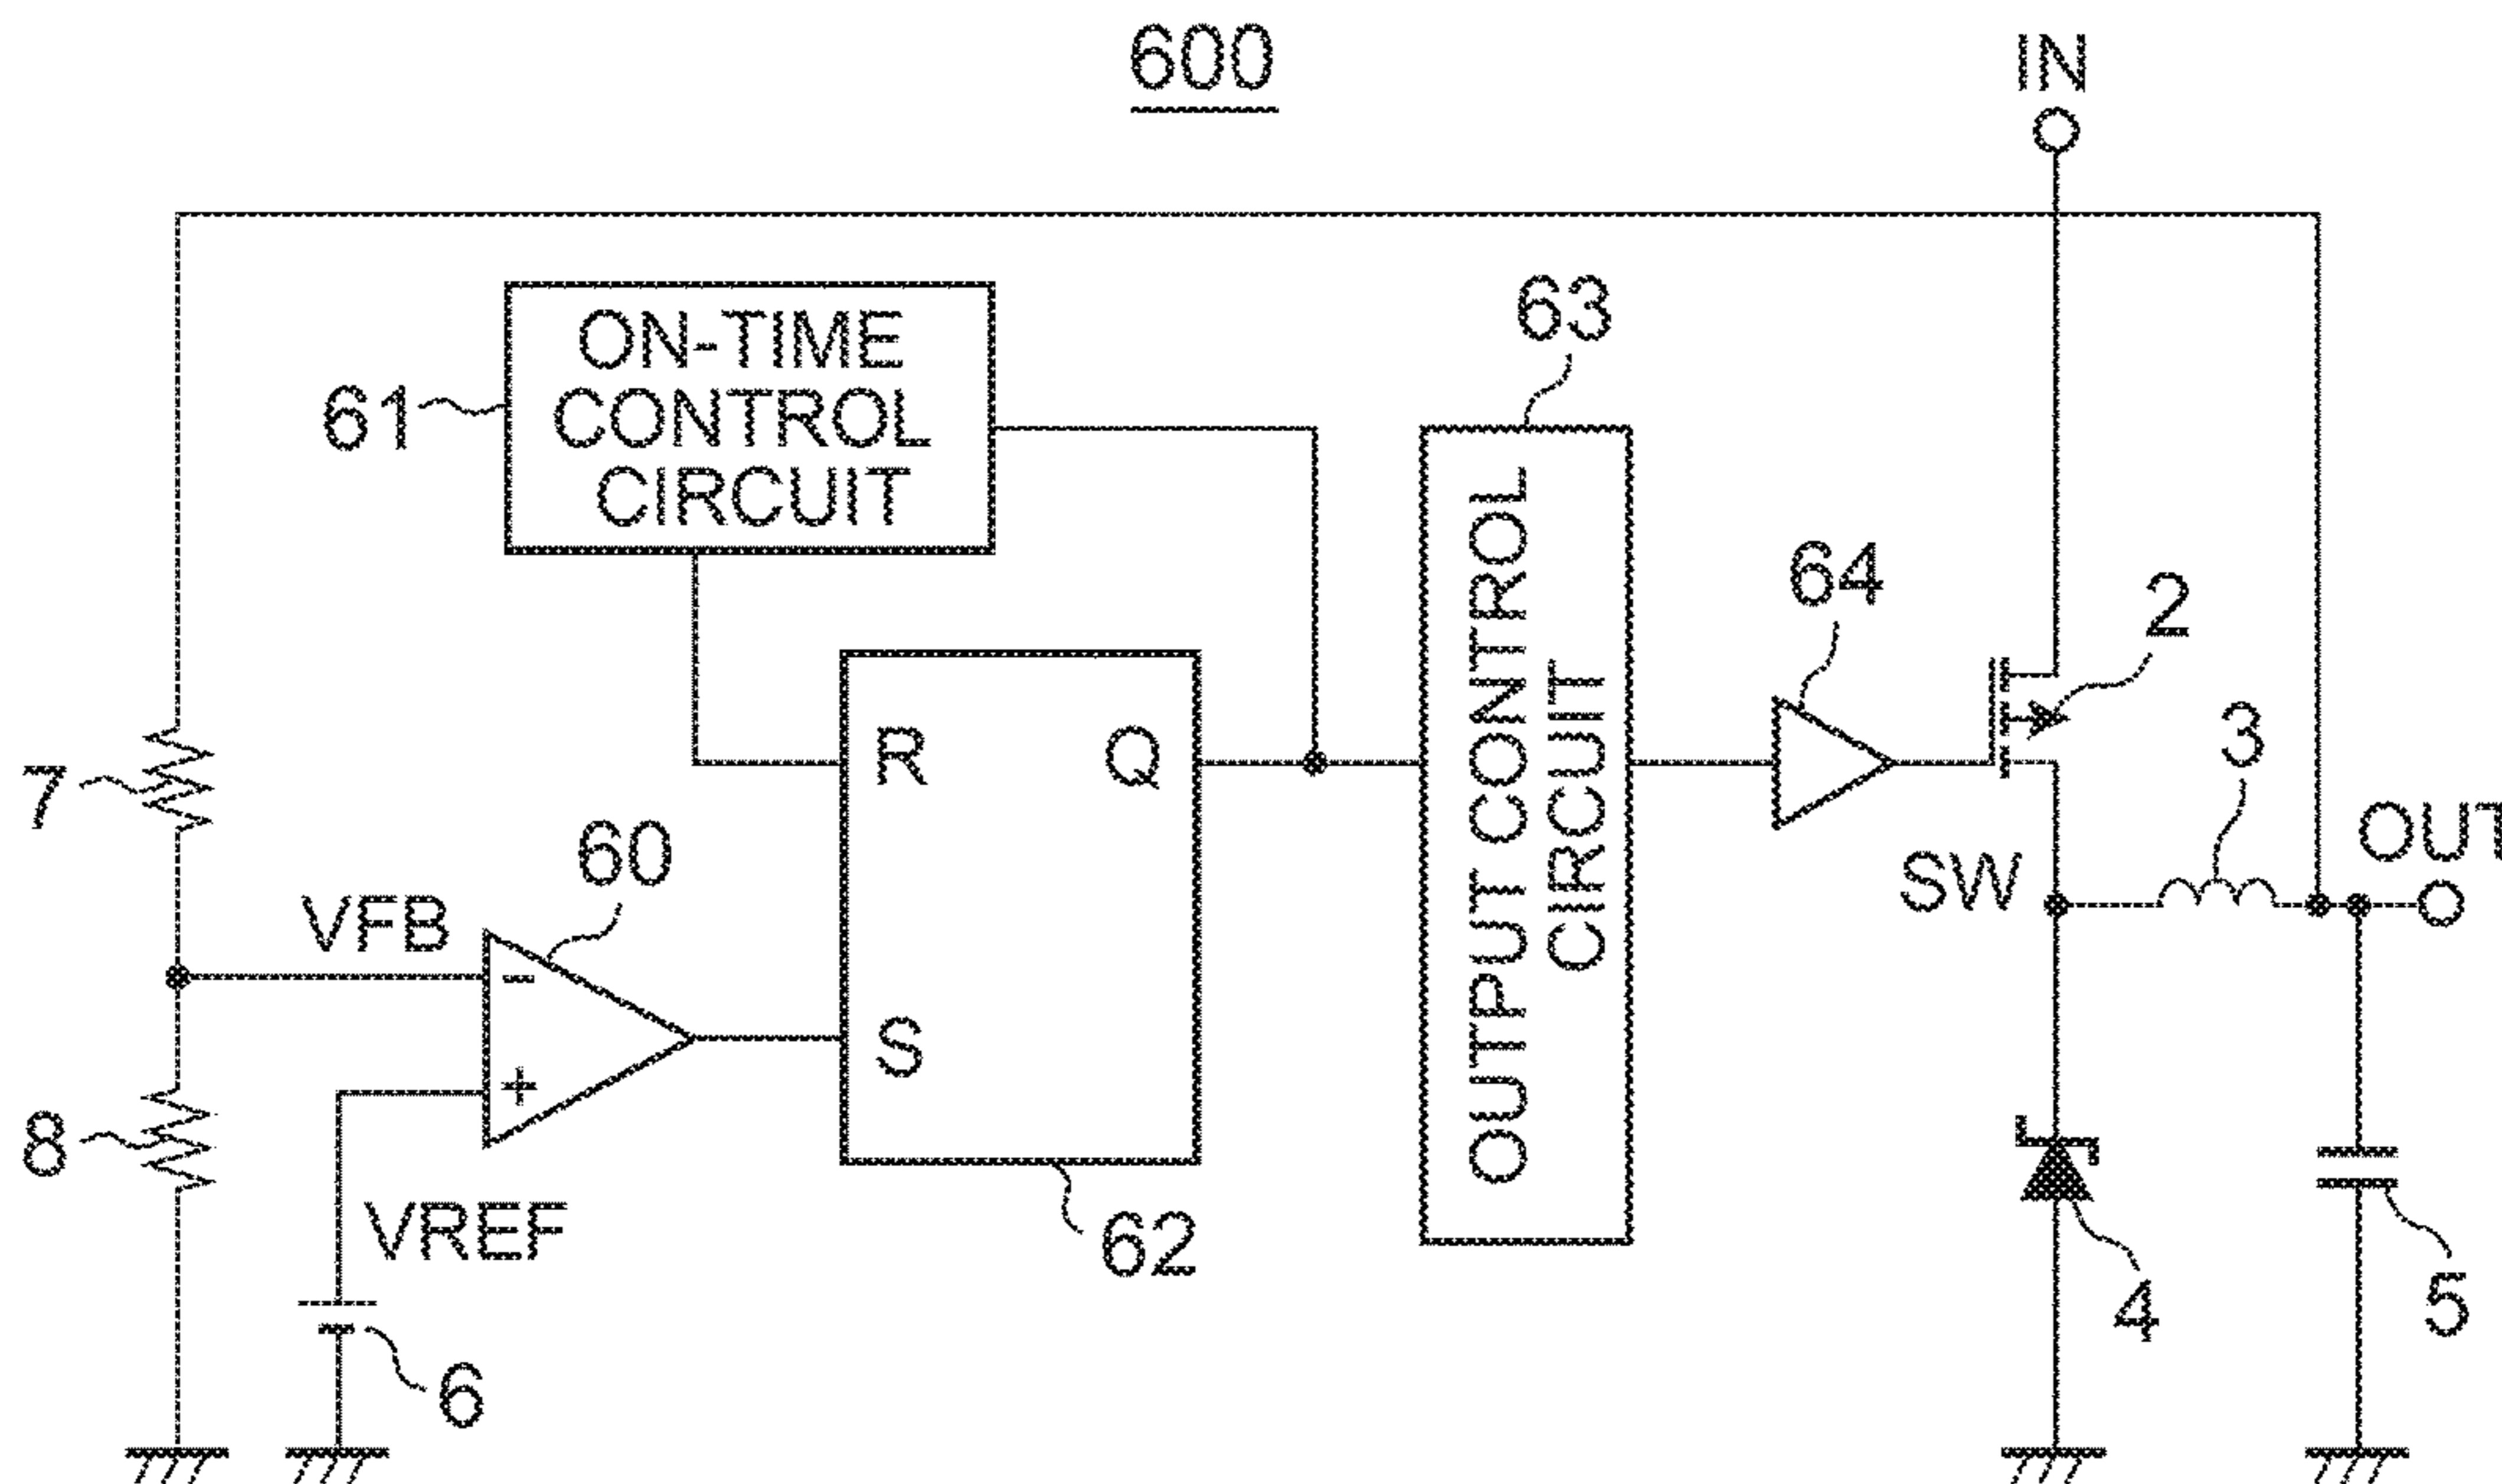 600
IN
ON-TIME
CONTROL
CIRCUIT
61
63
OUTPUT CONTROL
CIRCUIT
64
2
3
7
R
Q
60
VFB
SW
OUT
-
+
S
8
VREF
62
6
4
5